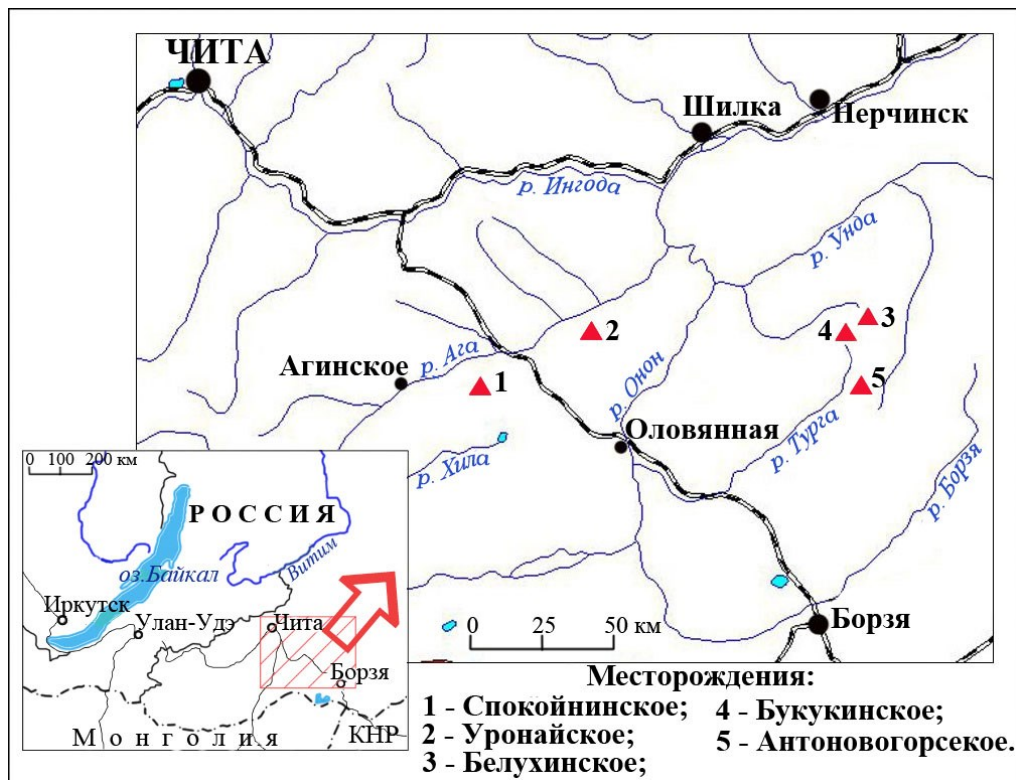 ЧИТА
Шилка
Нерчинск
р. Ингода
р. Унда
3
2
4
р. Ага
Агинское
1
р. Онон
5
Оловянная
р. Турга
р. Хила
р. Борзя
0 100 200 км
РОССИЯ
Витим
оз.Байкал
Иркутск
Улан-Удэ
Чита
Борзя
Монголия
КНР
0 25 50 км
Борзя
Месторождения:
1 - Спокойнинское;
2 - Уронайское;
3 - Белухинское;
4 - Букукинское;
5 - Антоновогорсекое.